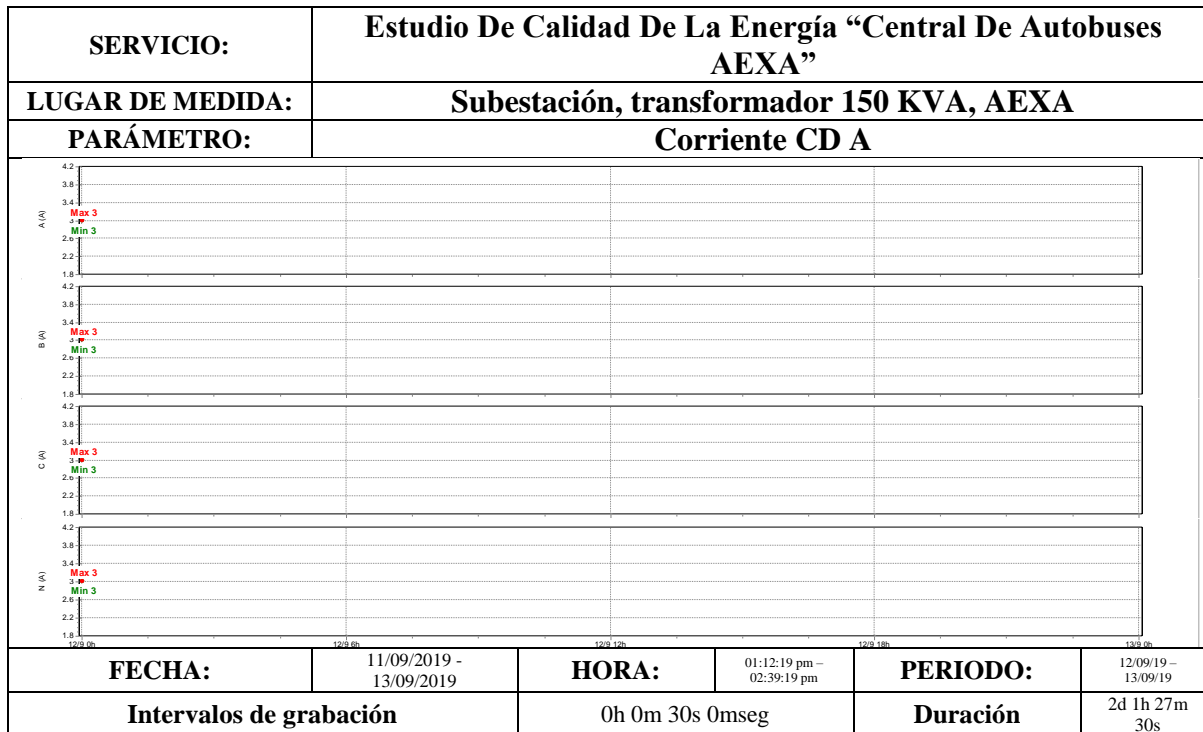 SERVICIO:
Estudio De Calidad De La Energía “Central De Autobuses
AEXA”
LUGAR DE MEDIDA:
Subestación, transformador 150 KVA, AEXA
PARÁMETRO:
Corriente CD A
A (A)
4.2
3.8
3.4
Max 3
3
Min 3
2.6
2.2
1.8
B (A)
4.2
3.8
3.4
Max 3
3
Min 3
2.6
2.2
1.8
C (A)
4.2
3.8
3.4
Max 3
3
Min 3
2.6
2.2
1.8
N (A)
4.2
3.8
3.4
Max 3
3
Min 3
2.6
2.2
1.8
12/9 0h
12/9 6h
12/9 12h
12/9 18h
13/9 0h
FECHA:
11/09/2019 -
13/09/2019
HORA:
01:12:19 pm –
02:39:19 pm
PERIODO:
12/09/19 –
13/09/19
Intervalos de grabación
0h 0m 30s 0mseg
Duración
2d 1h 27m
30s